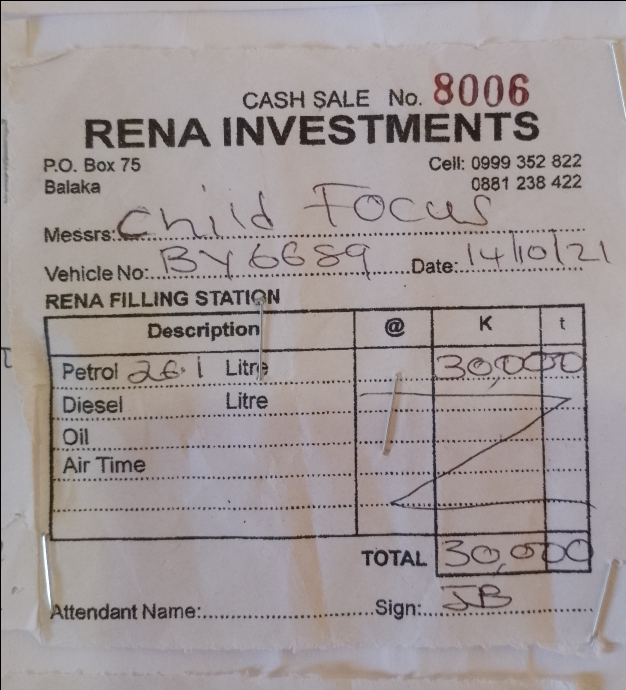 CASH SALE No. 8006
RENA INVESTMENTS
P.O. Box 75 Cell: 0999 352 822
Balaka 0881 238 422
Messrs: Child Focus
Vehicle No: BY 6689 Date: 14/10/21
RENA FILLING STATION
Description @ K t
Petrol 26.1 Litre 30,000
Diesel Litre
Oil
Air Time
TOTAL 30,000
Attendant Name: Sign: JB